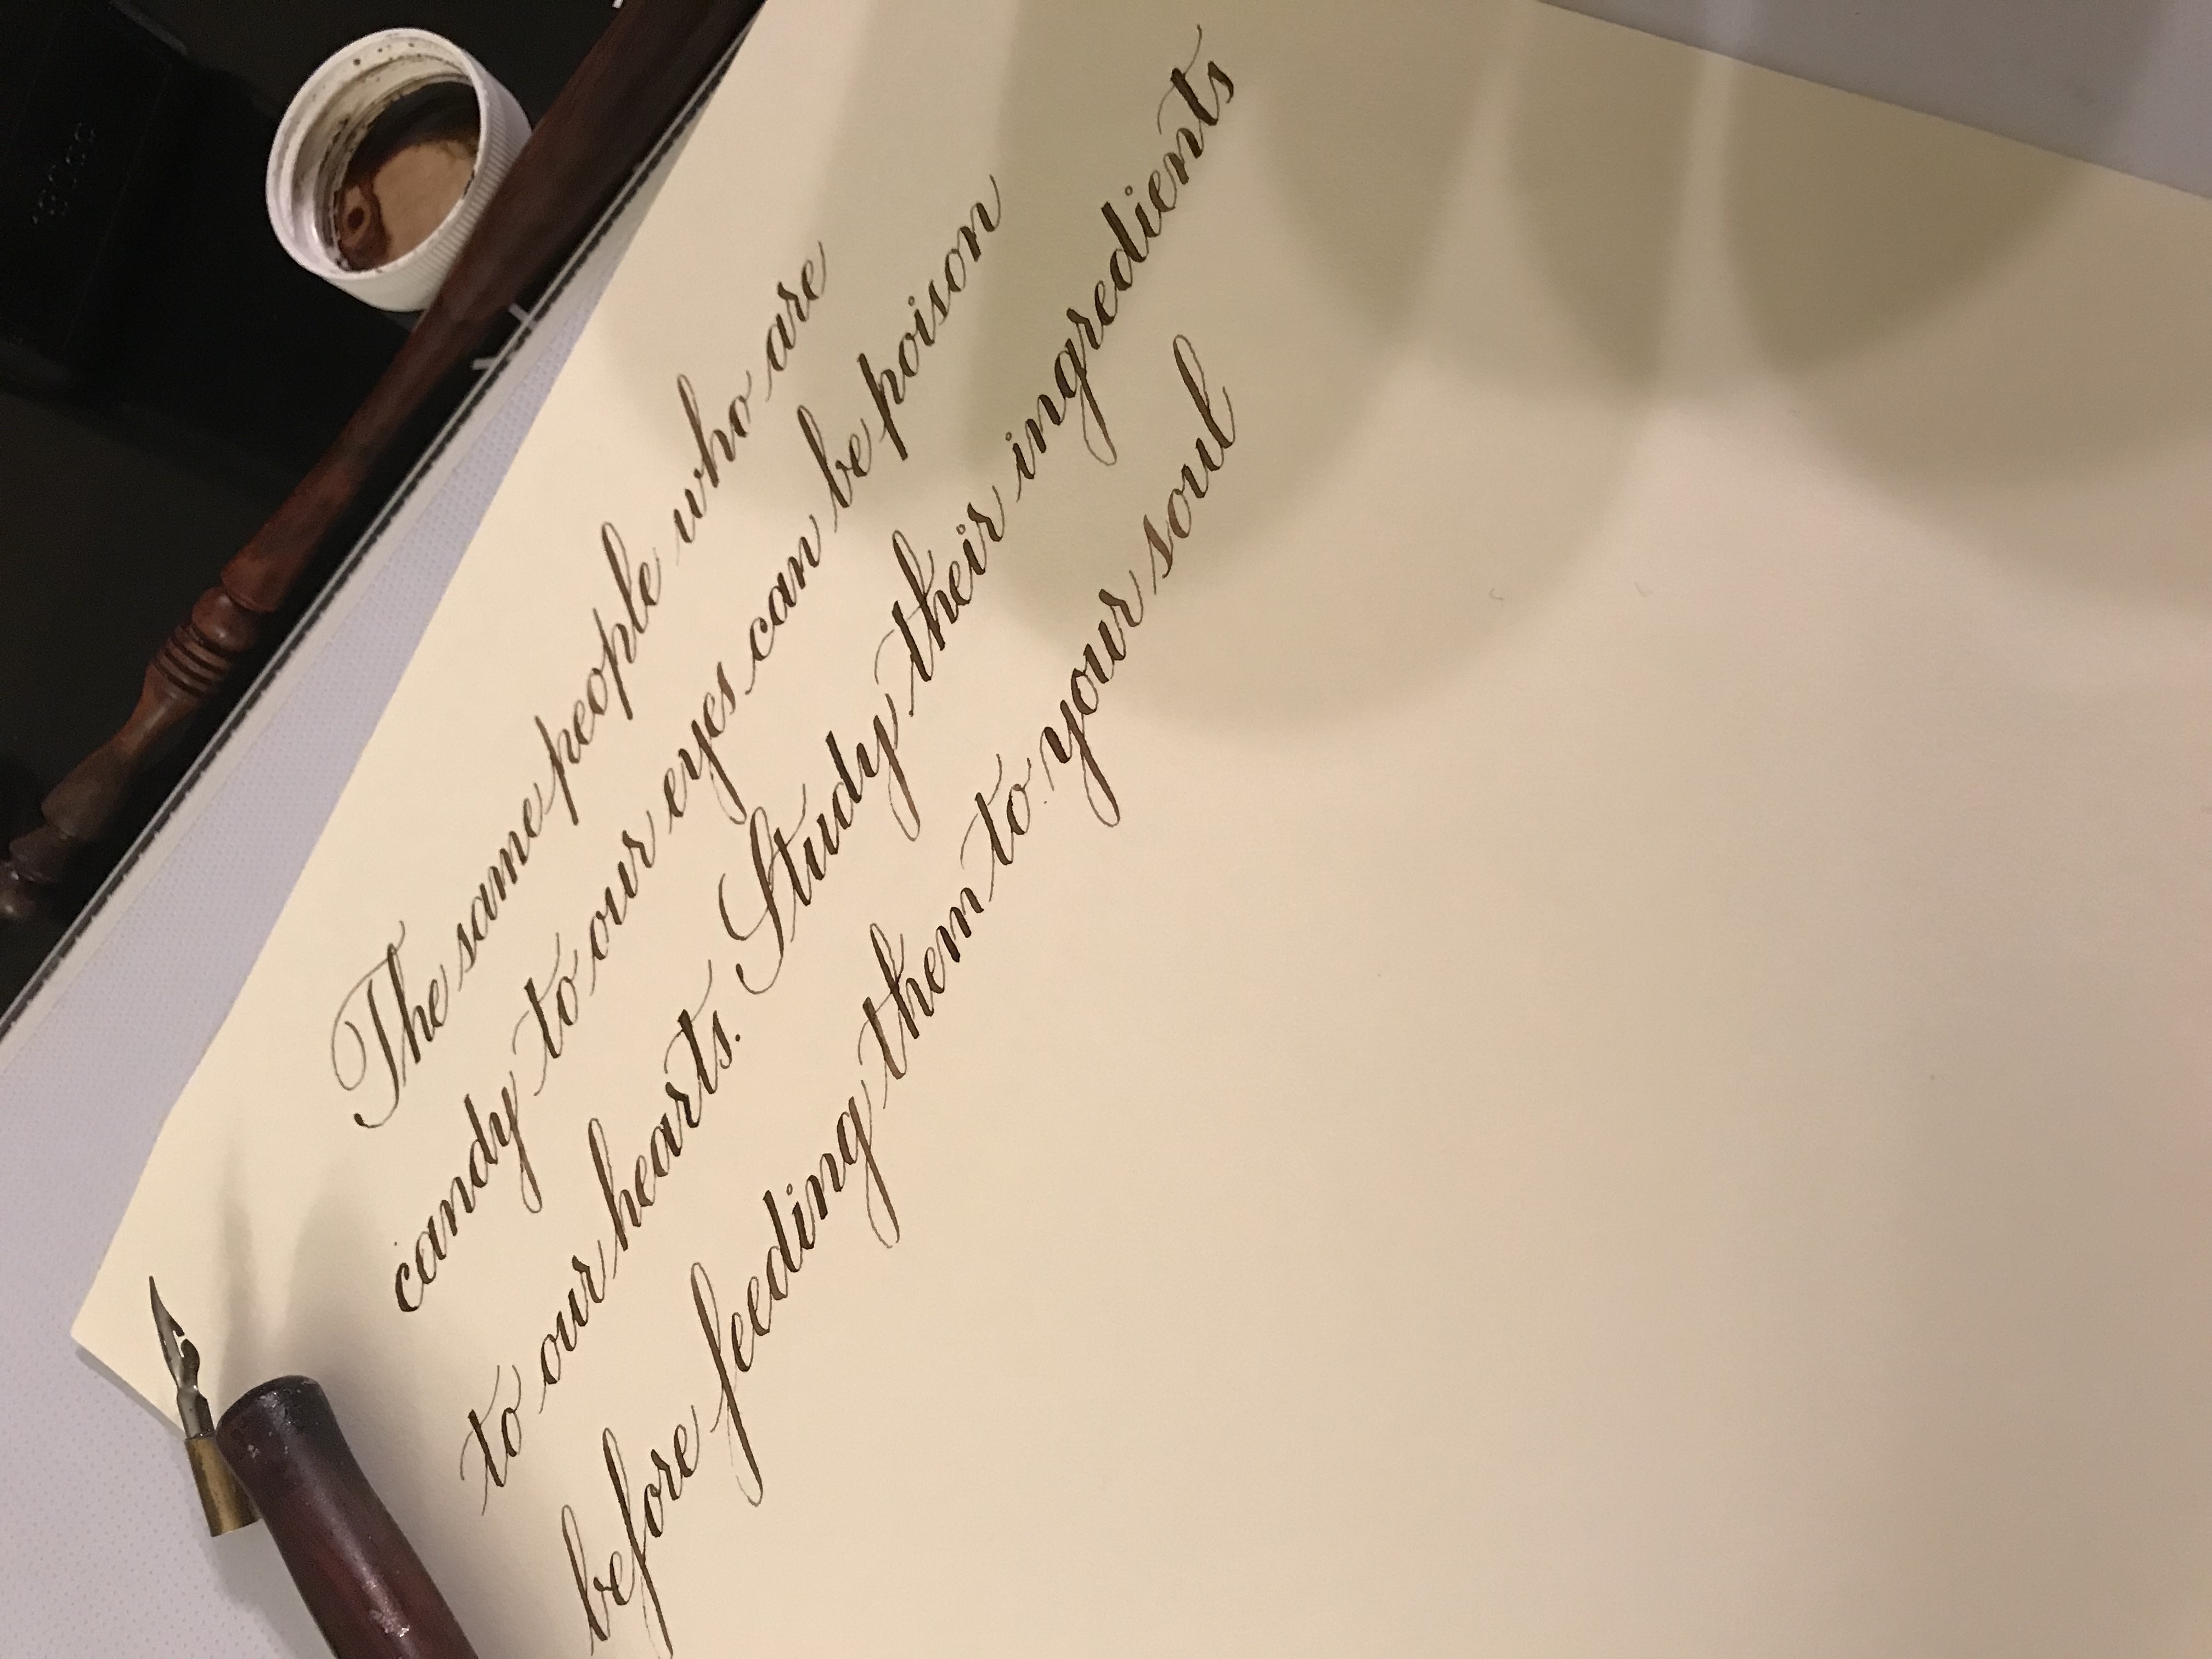 The same people who are
candy to our eyes can be poison
to our hearts. Study their ingredients
before feeding them to your soul